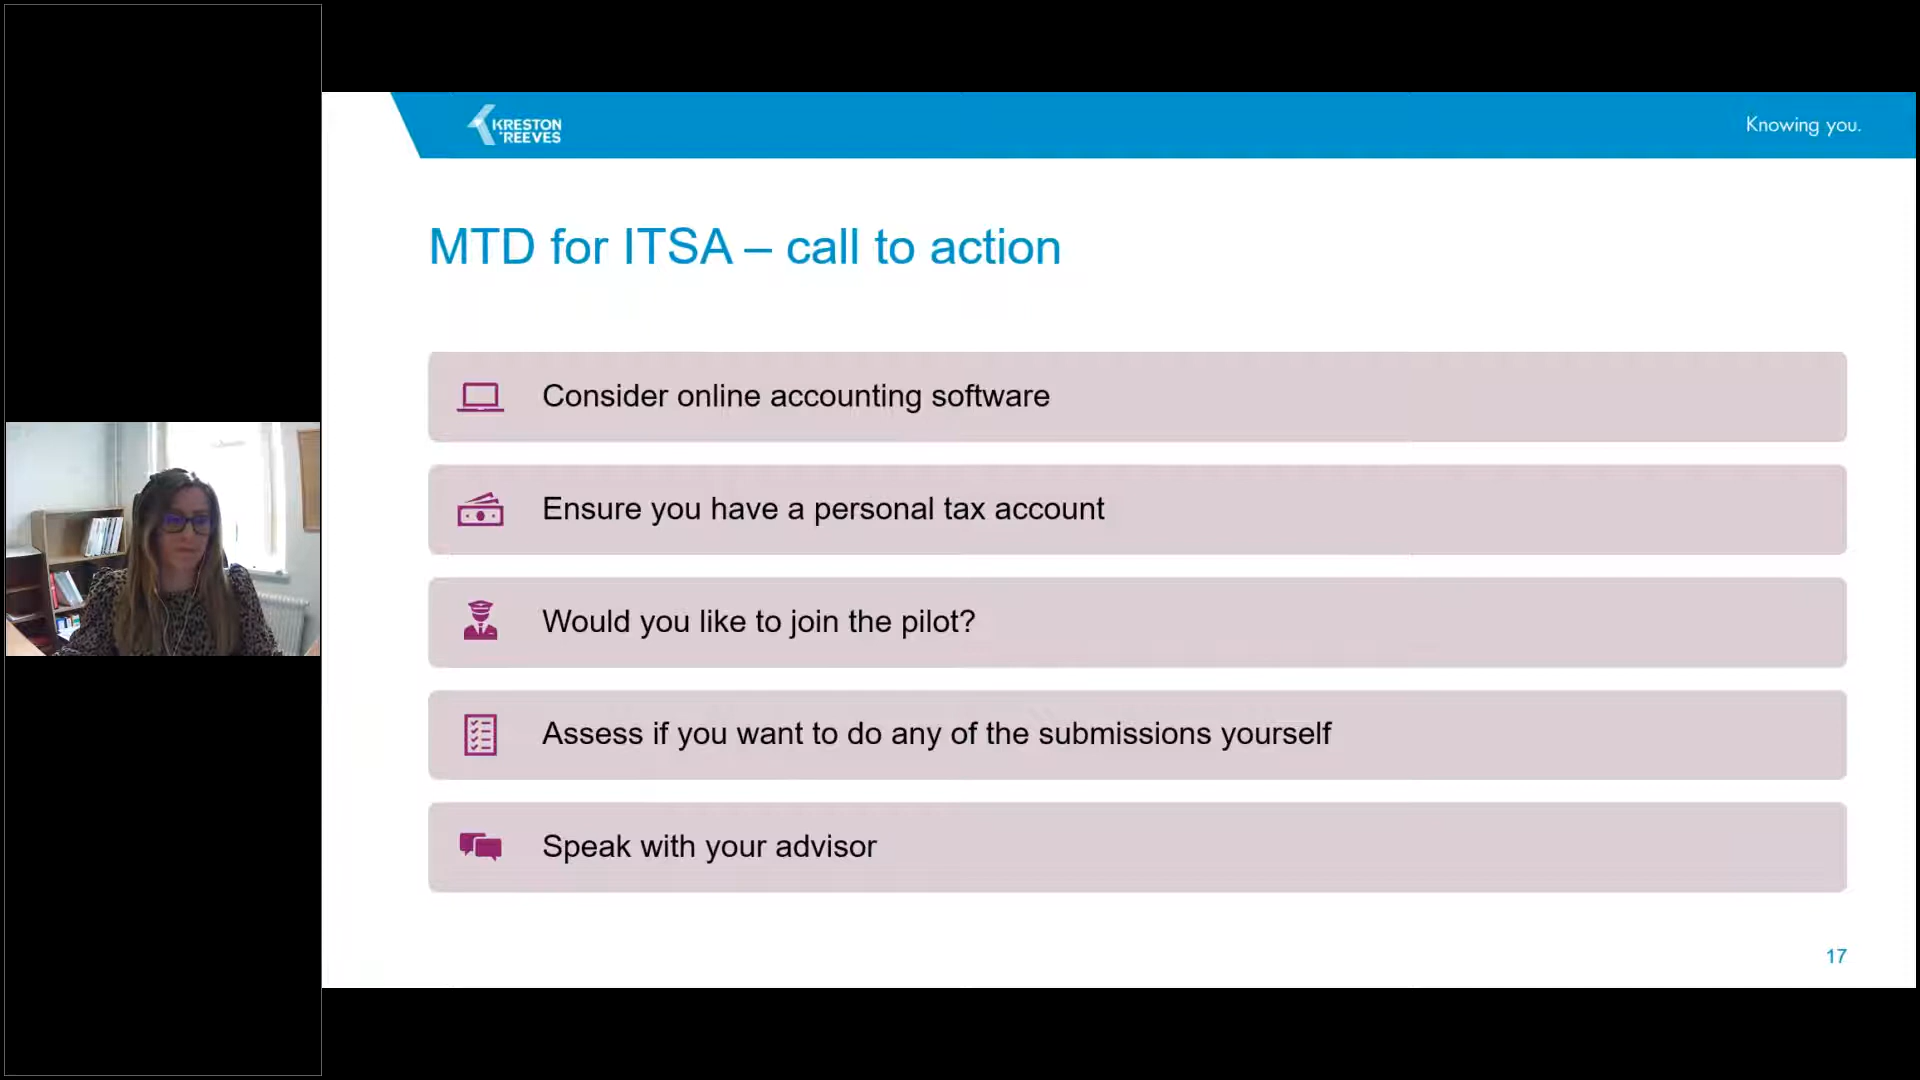 KRESTON
REEVES
Knowing you.
MTD for ITSA – call to action
Consider online accounting software
Ensure you have a personal tax account
Would you like to join the pilot?
Assess if you want to do any of the submissions yourself
Speak with your advisor
17